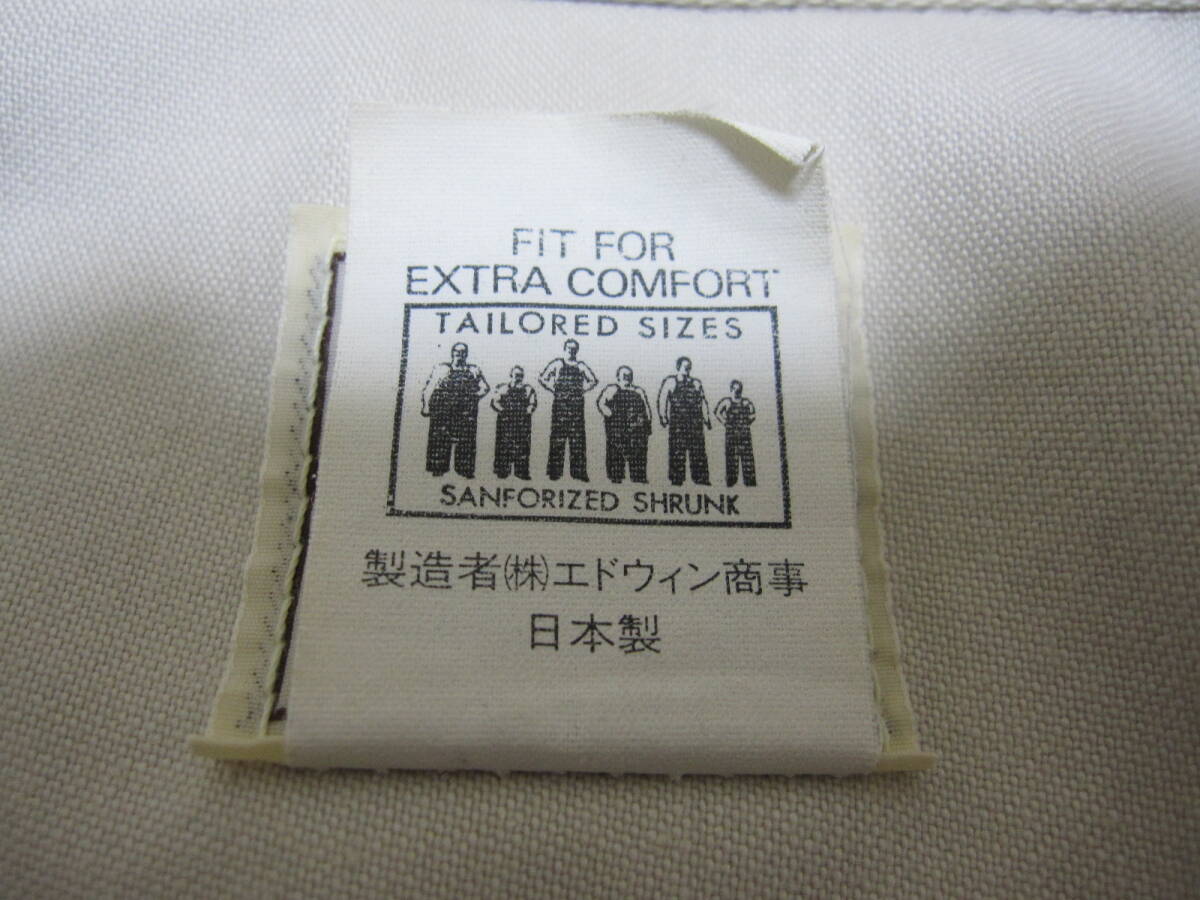 FIT FOR
EXTRA COMFORT
TAILORED SIZES
SANFORIZED SHRUNK
製造者㈱エドウィン商事
日本製